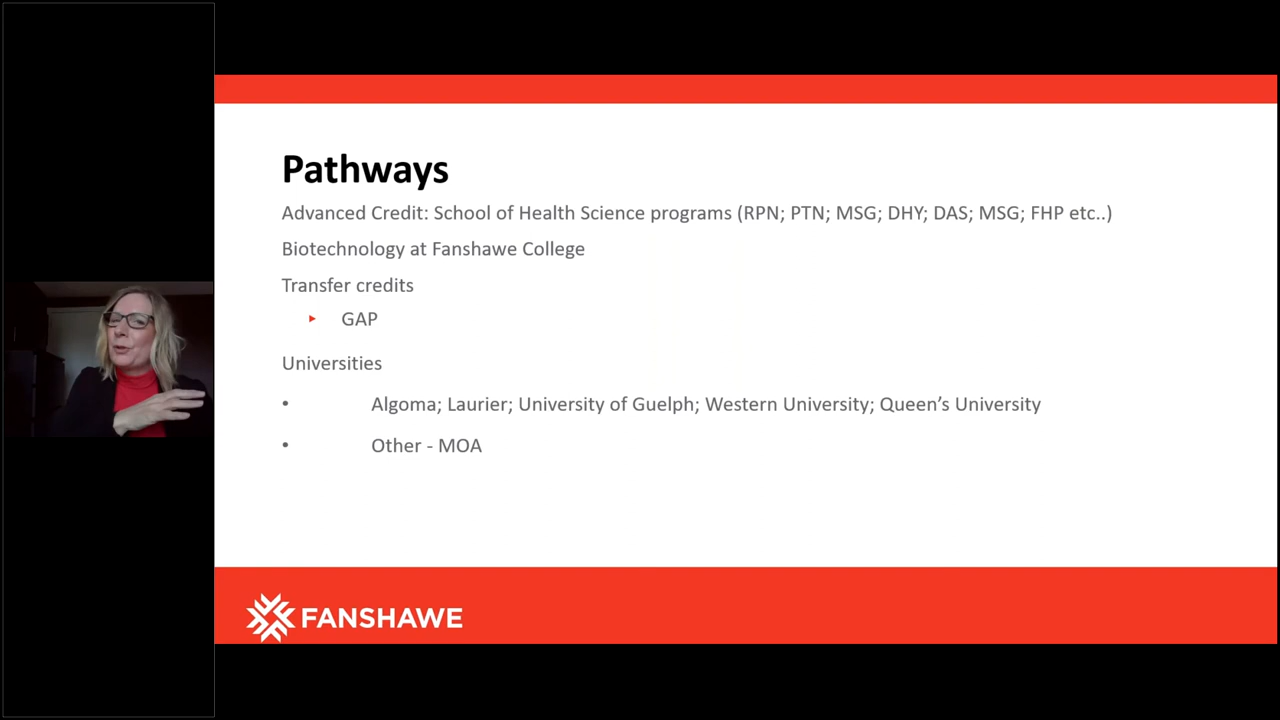 Pathways
Advanced Credit: School of Health Science programs (RPN; PTN; MSG; DHY; DAS; MSG; FHP etc..)
Biotechnology at Fanshawe College
Transfer credits
GAP
Universities
Algoma; Laurier; University of Guelph; Western University; Queen’s University
Other - MOA
FANSHAWE